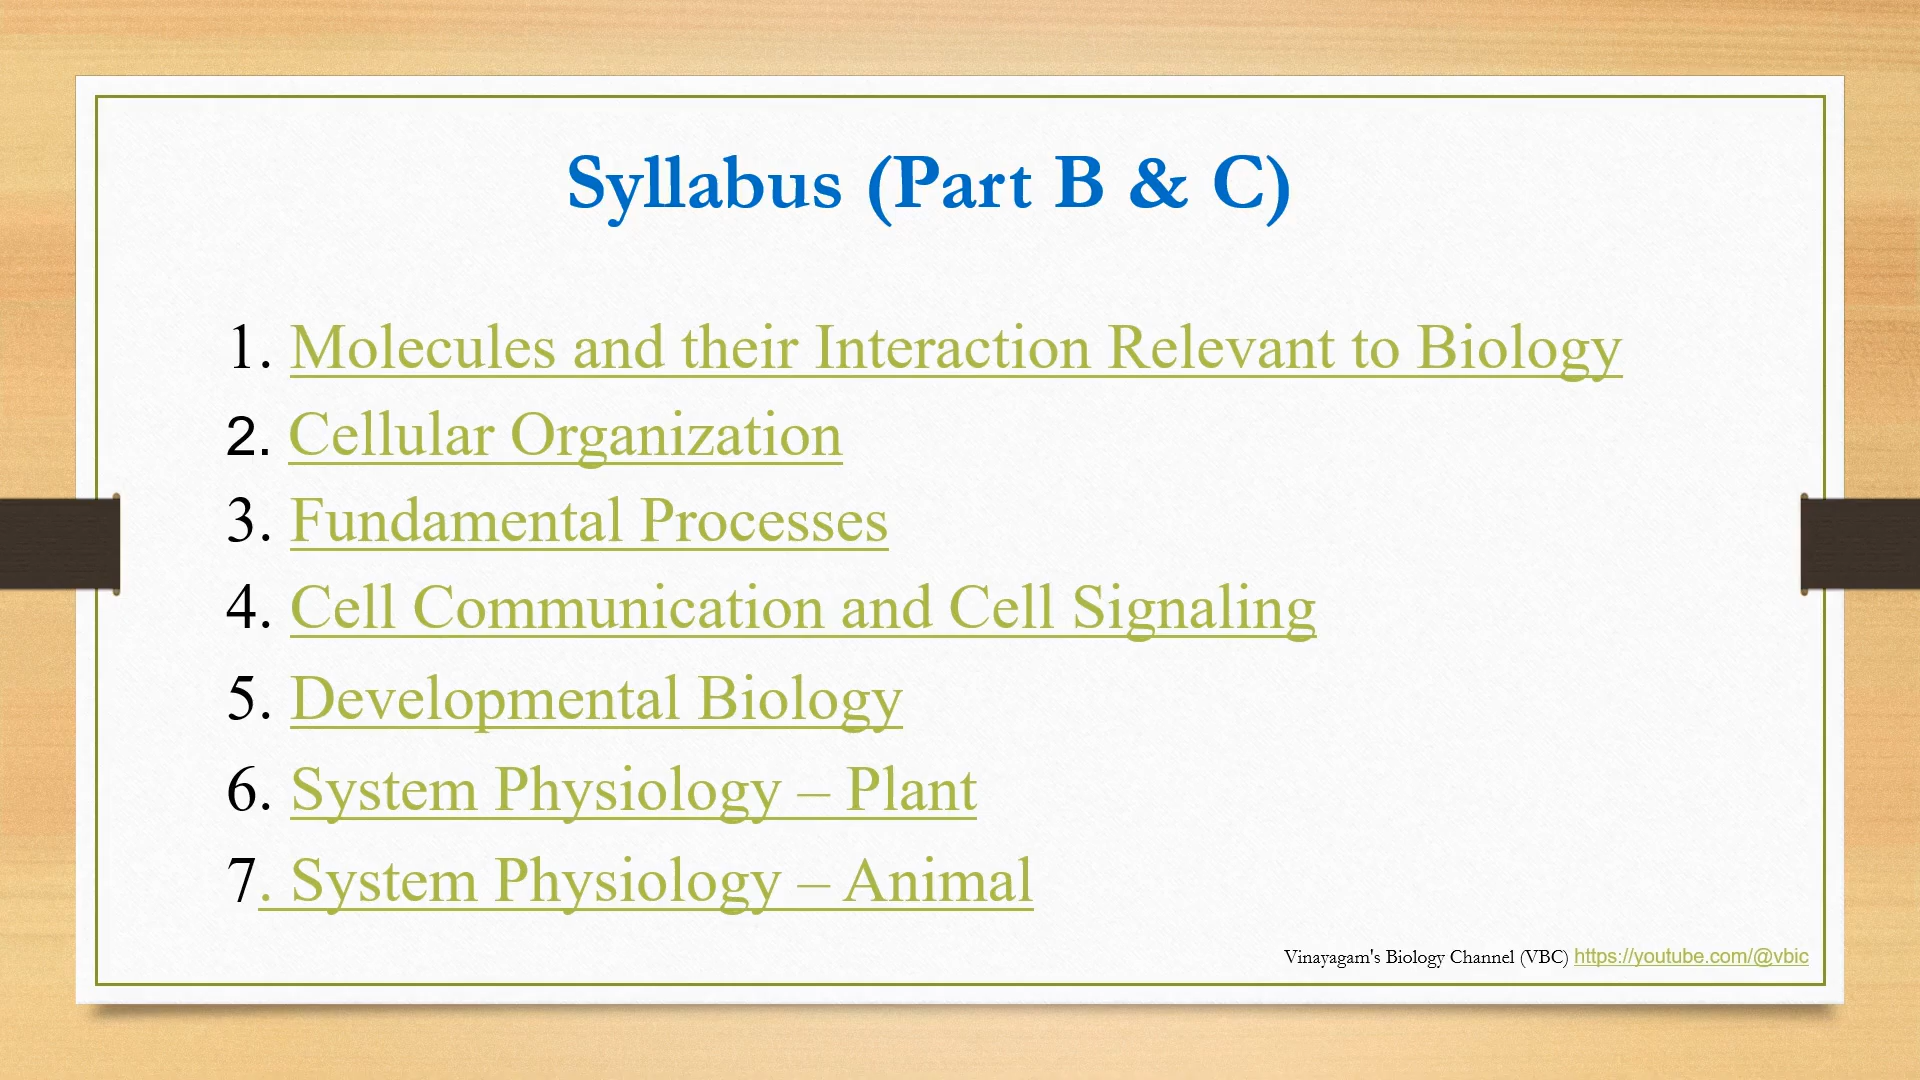 Syllabus (Part B & C)
1. Molecules and their Interaction Relevant to Biology
2. Cellular Organization
3. Fundamental Processes
4. Cell Communication and Cell Signaling
5. Developmental Biology
6. System Physiology – Plant
7. System Physiology – Animal
Vinayagam's Biology Channel (VBC) https://youtube.com/@vbic